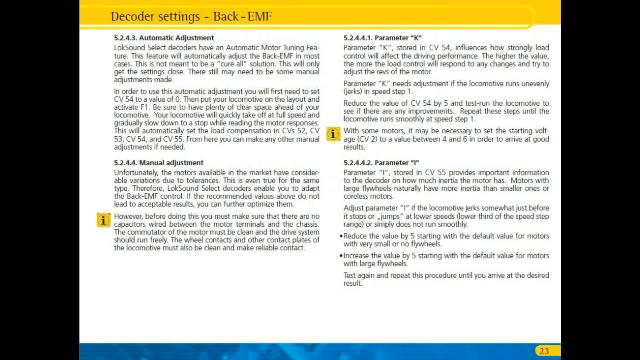 Decoder settings - Back-EMF
5.2.4.3. Automatic Adjustment
LokSound Select decoders have an Automatic Motor Tuning Fea-
ture. This feature will automatically adjust the Back-EMF in most
cases. This is not meant to be a "cure all" solution. This will only
get the settings close. There still may need to be some manual
adjustments made.
In order to use this automatic adjustment you will first need to set
CV 54 to a value of 0. Then put your locomotive on the layout and
activate F1. Be sure to have plenty of clear space ahead of your
locomotive. Your locomotive will quickly take off at full speed and
gradually slow down to a stop while reading the motor responses.
This will automatically set the load compensation in CVs 52, CV
53, CV 54, and CV 55. From here you can make any other manual
adjustments if needed.
5.2.4.4. Manual adjustment
Unfortunately, the motors available in the market have consider-
able variations due to tolerances. This is even true for the same
type. Therefore, LokSound Select decoders enable you to adapt
the Back-EMF control. If the recommended values above do not
lead to acceptable results, you can further optimize them.
i However, before doing this you must make sure that there are no
capacitors wired between the motor terminals and the chassis.
The commutator of the motor must be clean and the drive system
should run freely. The wheel contacts and other contact plates of
the locomotive must also be clean and make reliable contact.
5.2.4.4.1. Parameter "K"
Parameter „K", stored in CV 54, influences how strongly load
control will affect the driving performance. The higher the value,
the more the load control will respond to any changes and try to
adjust the revs of the motor.
Parameter „K" needs adjustment if the locomotive runs unevenly
(jerks) in speed step 1.
Reduce the value of CV 54 by 5 and test-run the locomotive to
see if there are any improvements. Repeat these steps until the
locomotive runs smoothly at speed step 1.
i With some motors, it may be necessary to set the starting volt-
age (CV 2) to a value between 4 and 6 in order to arrive at good
results.
5.2.4.4.2. Parameter "I"
Parameter „I", stored in CV 55 provides important information
to the decoder on how much inertia the motor has. Motors with
large flywheels naturally have more inertia than smaller ones or
coreless motors.
Adjust parameter „I" if the locomotive jerks somewhat just before
it stops or „jumps" at lower speeds (lower third of the speed step
range) or simply does not run smoothly.
• Reduce the value by 5 starting with the default value for motors
with very small or no flywheels.
• Increase the value by 5 starting with the default value for motors
with large flywheels.
Test again and repeat this procedure until you arrive at the desired
result.
23